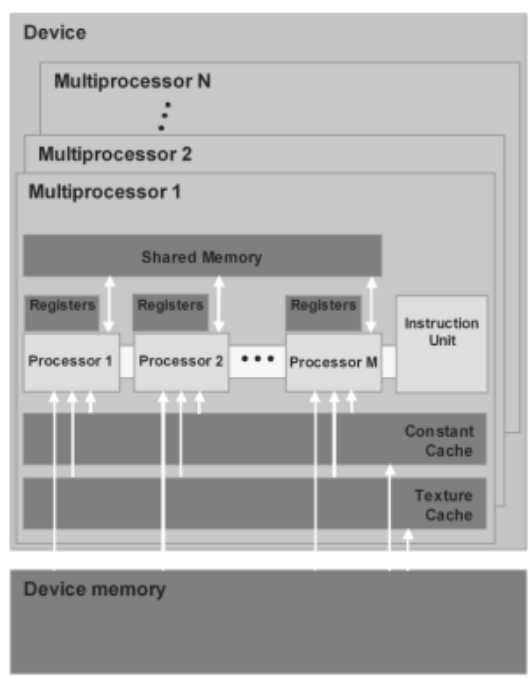 Device
Multiprocessor N
Multiprocessor 2
Multiprocessor 1
Shared Memory
Registers
Registers
Registers
Instruction
Unit
Processor 1
Processor 2
Processor M
Constant
Cache
Texture
Cache
Device memory